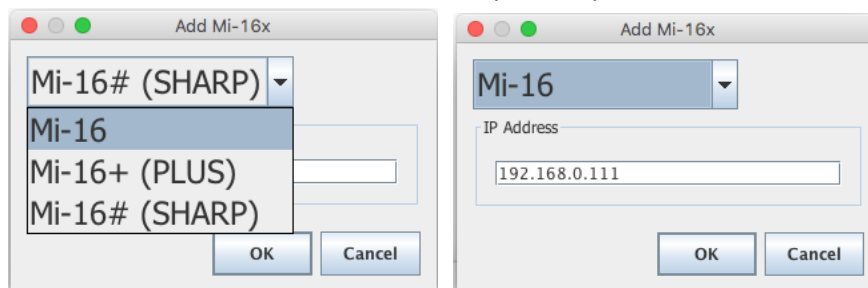 Add Mi-16x
Mi-16# (SHARP)
Mi-16
Mi-16+ (PLUS)
Mi-16# (SHARP)
OK
Cancel
Add Mi-16x
Mi-16
IP Address
192.168.0.111
OK
Cancel